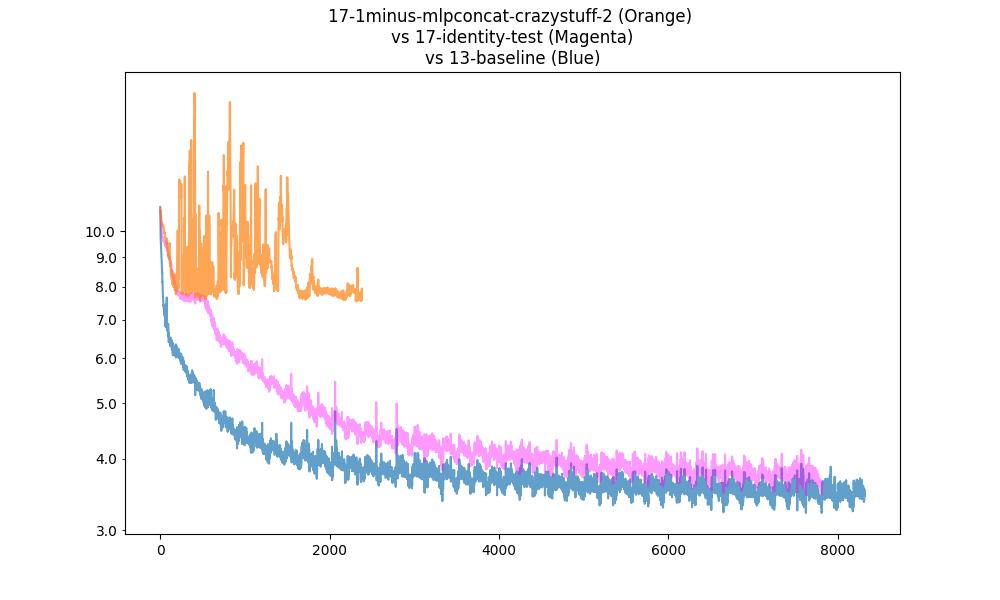 17-1minus-mlpconcat-crazystuff-2 (Orange)
vs 17-identity-test (Magenta)
vs 13-baseline (Blue)
10.0
9.0
8.0
7.0
6.0
5.0
4.0
3.0
0 2000 4000 6000 8000